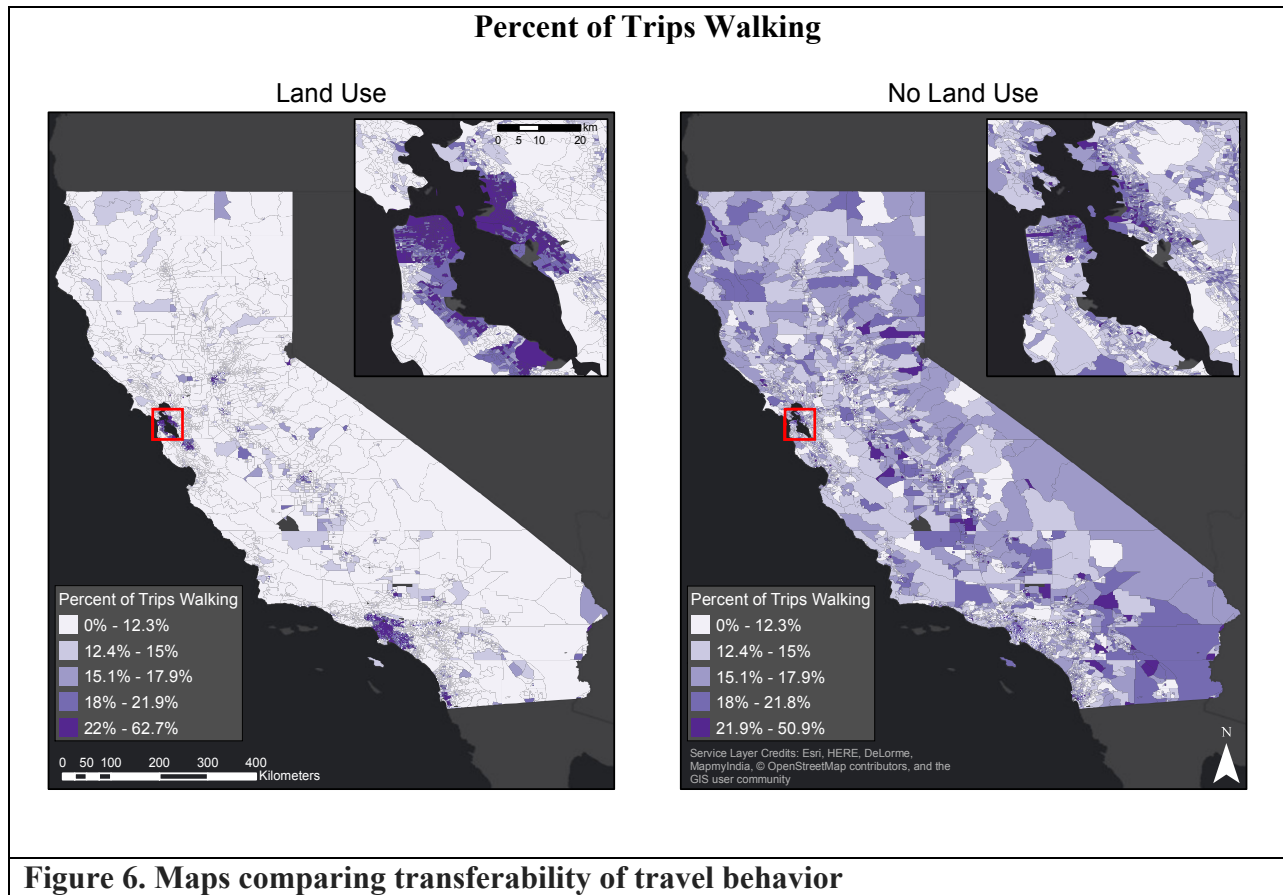 Percent of Trips Walking
Land Use
No Land Use
km
0 5 10 20
Percent of Trips Walking
0% - 12.3%
12.4% - 15%
15.1% - 17.9%
18% - 21.9%
22% - 62.7%
0 50 100 200 300 400
Kilometers
Percent of Trips Walking
0% - 12.3%
12.4% - 15%
15.1% - 17.9%
18% - 21.8%
21.9% - 50.9%
Service Layer Credits: Esri, HERE, DeLorme,
MapmyIndia, © OpenStreetMap contributors, and the
GIS user community
N
Figure 6. Maps comparing transferability of travel behavior